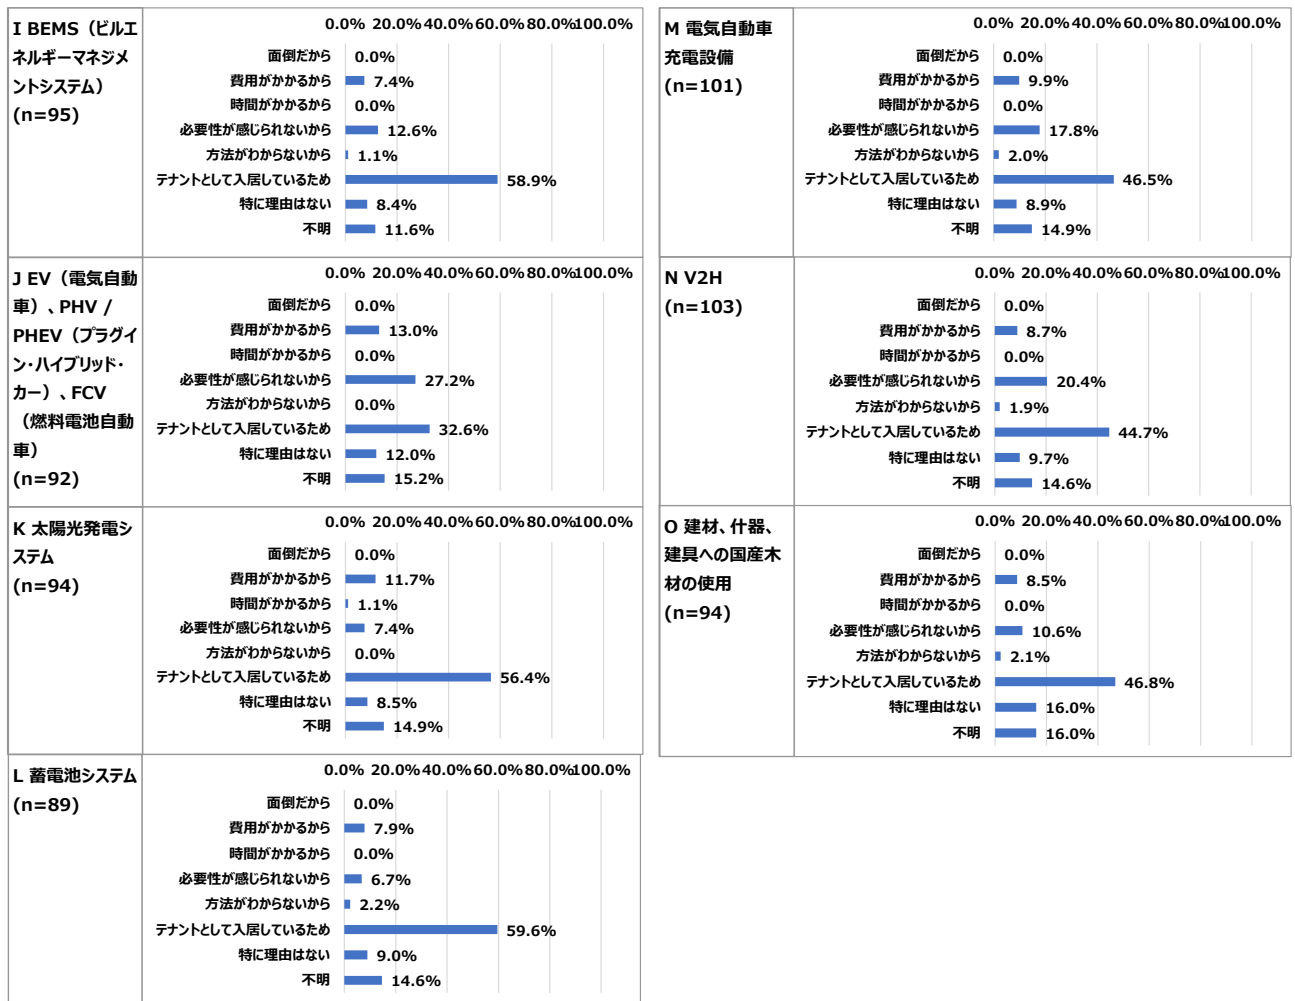 I BEMS（ビルエ
ネルギーマネジメ
ントシステム）
(n=95)
0.0% 20.0% 40.0% 60.0% 80.0% 100.0%
面倒だから 0.0%
費用がかかるから 7.4%
時間がかかるから 0.0%
必要性が感じられないから 12.6%
方法がわからないから 1.1%
テナントとして入居しているため 58.9%
特に理由はない 8.4%
不明 11.6%
J EV（電気自動
車）、PHV /
PHEV（プラグイ
ン・ハイブリッド・
カー）、FCV
（燃料電池自動
車）
(n=92)
0.0% 20.0% 40.0% 60.0% 80.0% 100.0%
面倒だから 0.0%
費用がかかるから 13.0%
時間がかかるから 0.0%
必要性が感じられないから 27.2%
方法がわからないから 0.0%
テナントとして入居しているため 32.6%
特に理由はない 12.0%
不明 15.2%
K 太陽光発電シ
ステム
(n=94)
0.0% 20.0% 40.0% 60.0% 80.0% 100.0%
面倒だから 0.0%
費用がかかるから 11.7%
時間がかかるから 1.1%
必要性が感じられないから 7.4%
方法がわからないから 0.0%
テナントとして入居しているため 56.4%
特に理由はない 8.5%
不明 14.9%
L 蓄電池システム
(n=89)
0.0% 20.0% 40.0% 60.0% 80.0% 100.0%
面倒だから 0.0%
費用がかかるから 7.9%
時間がかかるから 0.0%
必要性が感じられないから 6.7%
方法がわからないから 2.2%
テナントとして入居しているため 59.6%
特に理由はない 9.0%
不明 14.6%
M 電気自動車
充電設備
(n=101)
0.0% 20.0% 40.0% 60.0% 80.0% 100.0%
面倒だから 0.0%
費用がかかるから 9.9%
時間がかかるから 0.0%
必要性が感じられないから 17.8%
方法がわからないから 2.0%
テナントとして入居しているため 46.5%
特に理由はない 8.9%
不明 14.9%
N V2H
(n=103)
0.0% 20.0% 40.0% 60.0% 80.0% 100.0%
面倒だから 0.0%
費用がかかるから 8.7%
時間がかかるから 0.0%
必要性が感じられないから 20.4%
方法がわからないから 1.9%
テナントとして入居しているため 44.7%
特に理由はない 9.7%
不明 14.6%
O 建材、什器、
建具への国産木
材の使用
(n=94)
0.0% 20.0% 40.0% 60.0% 80.0% 100.0%
面倒だから 0.0%
費用がかかるから 8.5%
時間がかかるから 0.0%
必要性が感じられないから 10.6%
方法がわからないから 2.1%
テナントとして入居しているため 46.8%
特に理由はない 16.0%
不明 16.0%